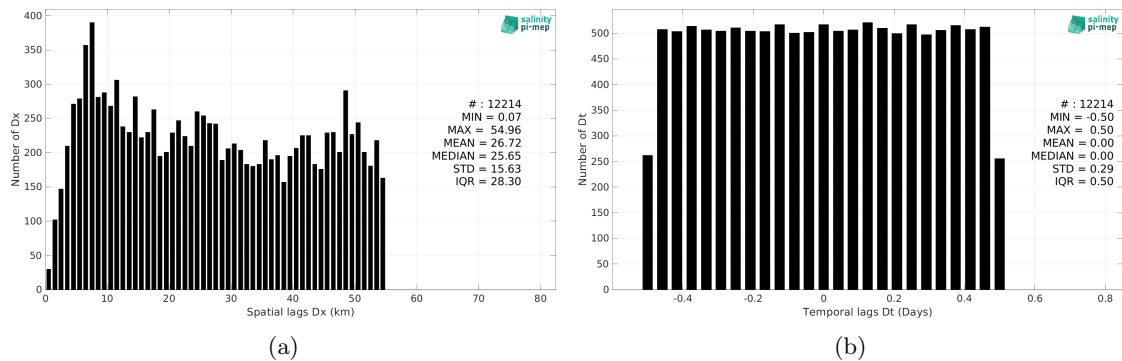 400
350
300
250
200
150
100
50
0
Number of Dx
0 10 20 30 40 50 60 70 80
Spatial lags Dx (km)
salinity
pi-mep
# : 12214
MIN = 0.07
MAX = 54.96
MEAN = 26.72
MEDIAN = 25.65
STD = 15.63
IQR = 28.30
(a)
500
450
400
350
300
250
200
150
100
50
0
Number of Dt
-0.4 -0.2 0 0.2 0.4 0.6 0.8
Temporal lags Dt (Days)
salinity
pi-mep
# : 12214
MIN = -0.50
MAX = 0.50
MEAN = 0.00
MEDIAN = 0.00
STD = 0.29
IQR = 0.50
(b)